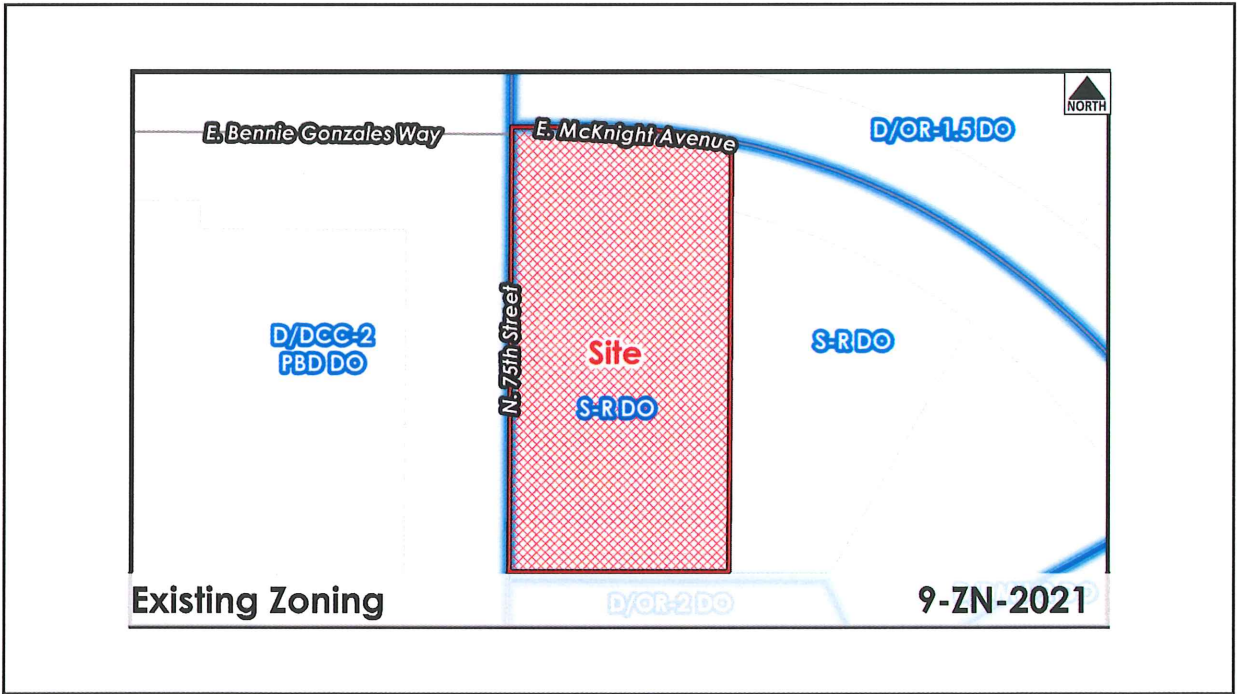 NORTH
E. Bennie Gonzales Way
E. McKnight Avenue
D/OR-1.5 DO
N. 75th Street
D/DCC-2
PBD DO
Site
S-R DO
S-R DO
Existing Zoning
D/OR-2 DO
9-ZN-2021